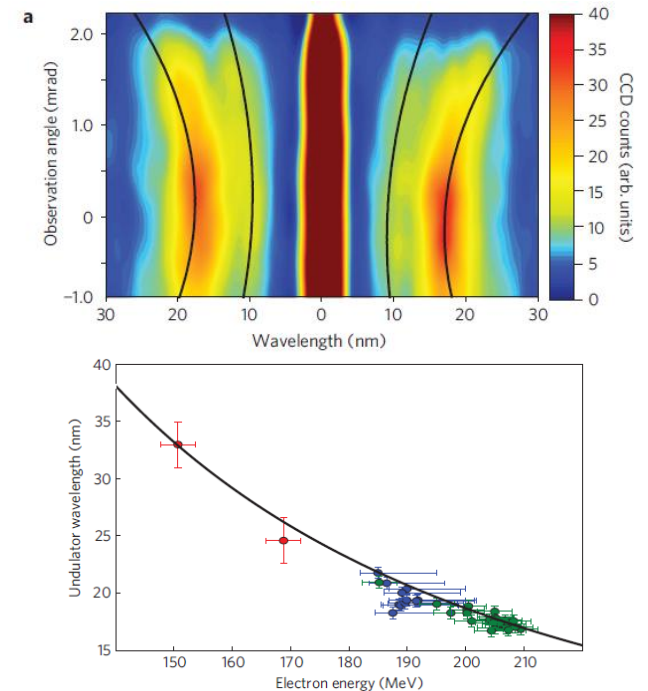 a
40
35
30
25
20
15
10
5
0
CCD counts (arb. units)
2.0
1.0
0
−1.0
Observation angle (mrad)
30 20 10 0 10 20 30
Wavelength (nm)
40
35
30
25
20
15
Undulator wavelength (nm)
150 160 170 180 190 200 210
Electron energy (MeV)